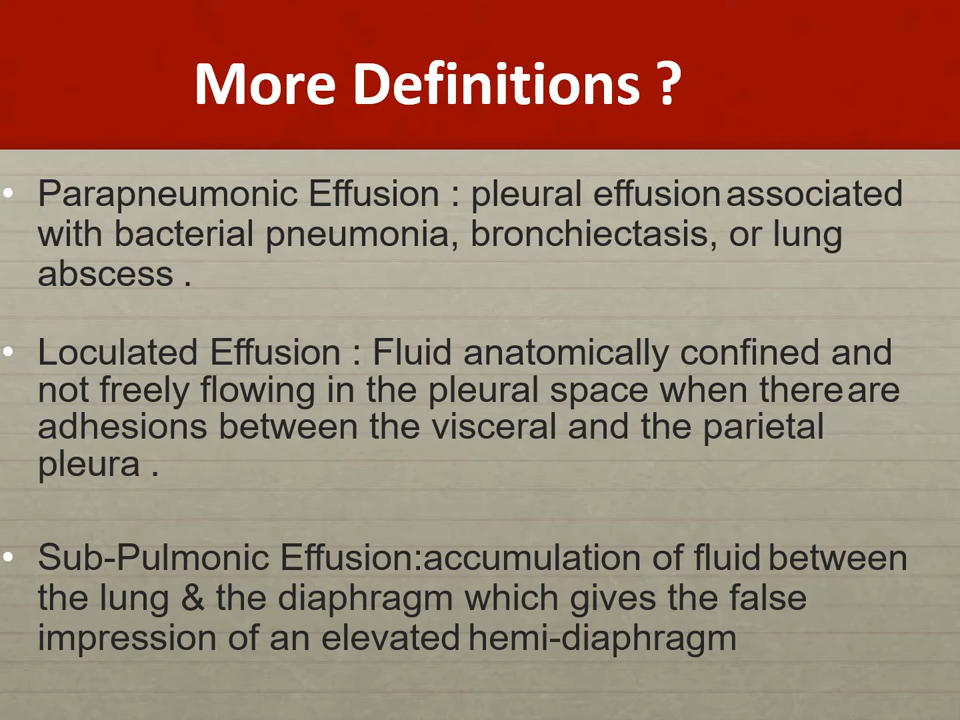 More Definitions ?
• Parapneumonic Effusion : pleural effusion associated
with bacterial pneumonia, bronchiectasis, or lung
abscess .
• Loculated Effusion : Fluid anatomically confined and
not freely flowing in the pleural space when there are
adhesions between the visceral and the parietal
pleura .
• Sub-Pulmonic Effusion:accumulation of fluid between
the lung & the diaphragm which gives the false
impression of an elevated hemi-diaphragm